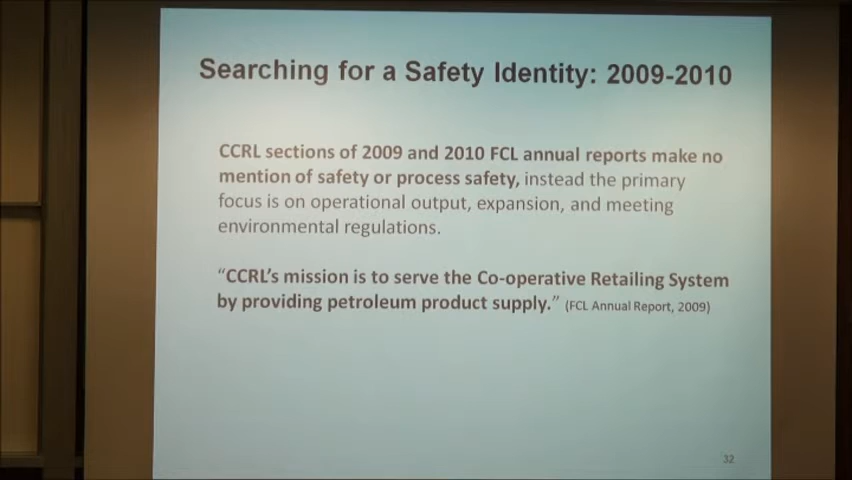 Searching for a Safety Identity: 2009-2010
CCRL sections of 2009 and 2010 FCL annual reports make no
mention of safety or process safety, instead the primary
focus is on operational output, expansion, and meeting
environmental regulations.
“CCRL’s mission is to serve the Co-operative Retailing System
by providing petroleum product supply.” (FCL Annual Report, 2009)
32